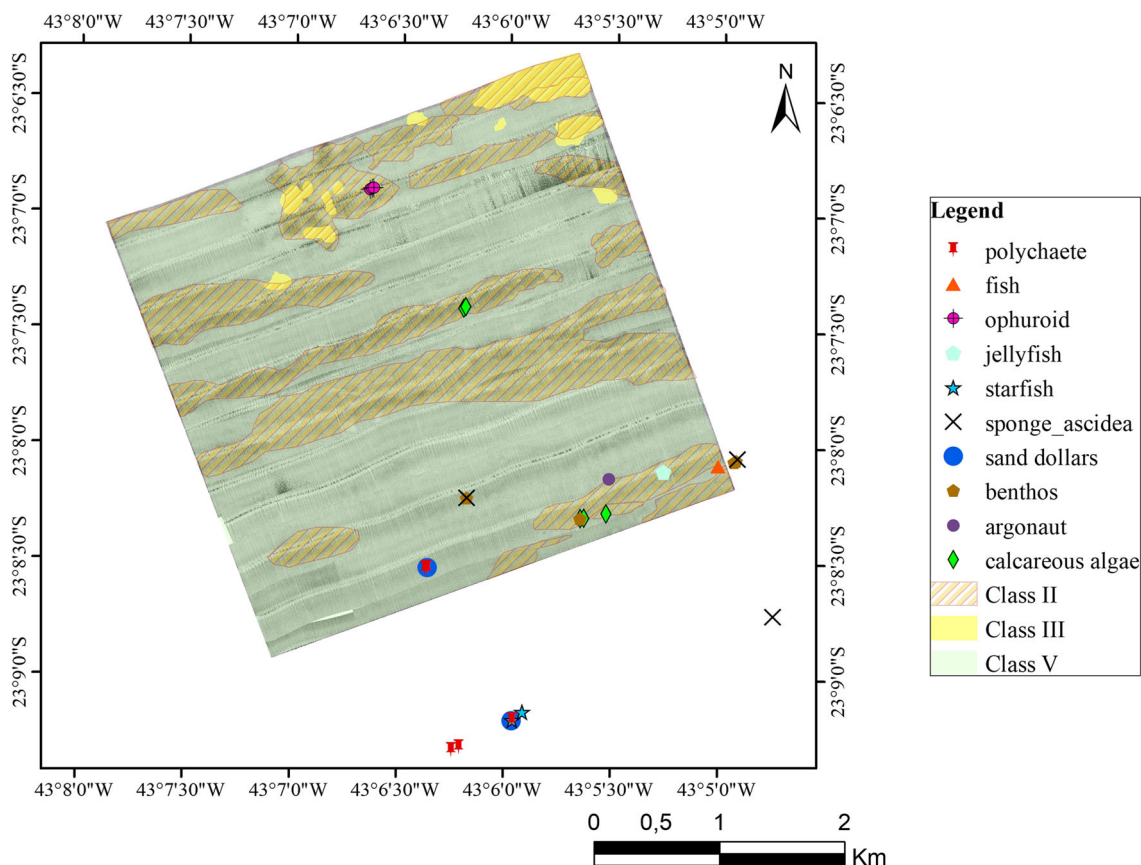 43°8'0"W 43°7'30"W 43°7'0"W 43°6'30"W 43°6'0"W 43°5'30"W 43°5'0"W
N
23°6'30"S 23°6'30"S
23°7'0"S 23°7'0"S
23°7'30"S 23°7'30"S
23°8'0"S 23°8'0"S
23°8'30"S 23°8'30"S
23°9'0"S 23°9'0"S
43°8'0"W 43°7'30"W 43°7'0"W 43°6'30"W 43°6'0"W 43°5'30"W 43°5'0"W
0 0,5 1 2
Km
Legend
polychaete
fish
ophuroid
jellyfish
starfish
sponge_ascidea
sand dollars
benthos
argonaut
calcareous algae
Class II
Class III
Class V